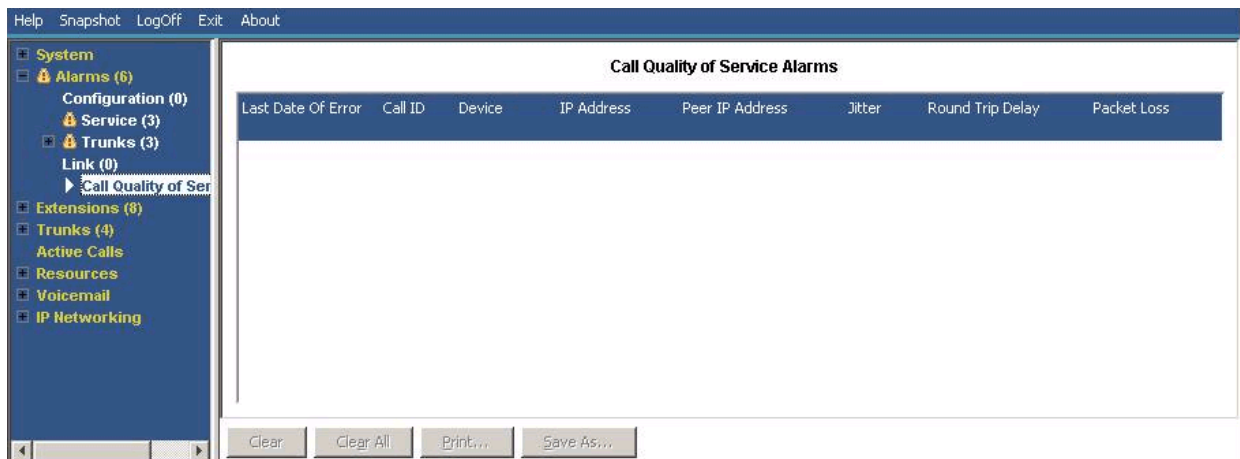 Help Snapshot LogOff Exit About
System
Alarms (6)
Configuration (0)
Service (3)
Trunks (3)
Link (0)
Call Quality of Ser
Extensions (8)
Trunks (4)
Active Calls
Resources
Voicemail
IP Networking
Call Quality of Service Alarms
Last Date Of Error Call ID Device IP Address Peer IP Address Jitter Round Trip Delay Packet Loss
Clear Clear All Print... Save As...